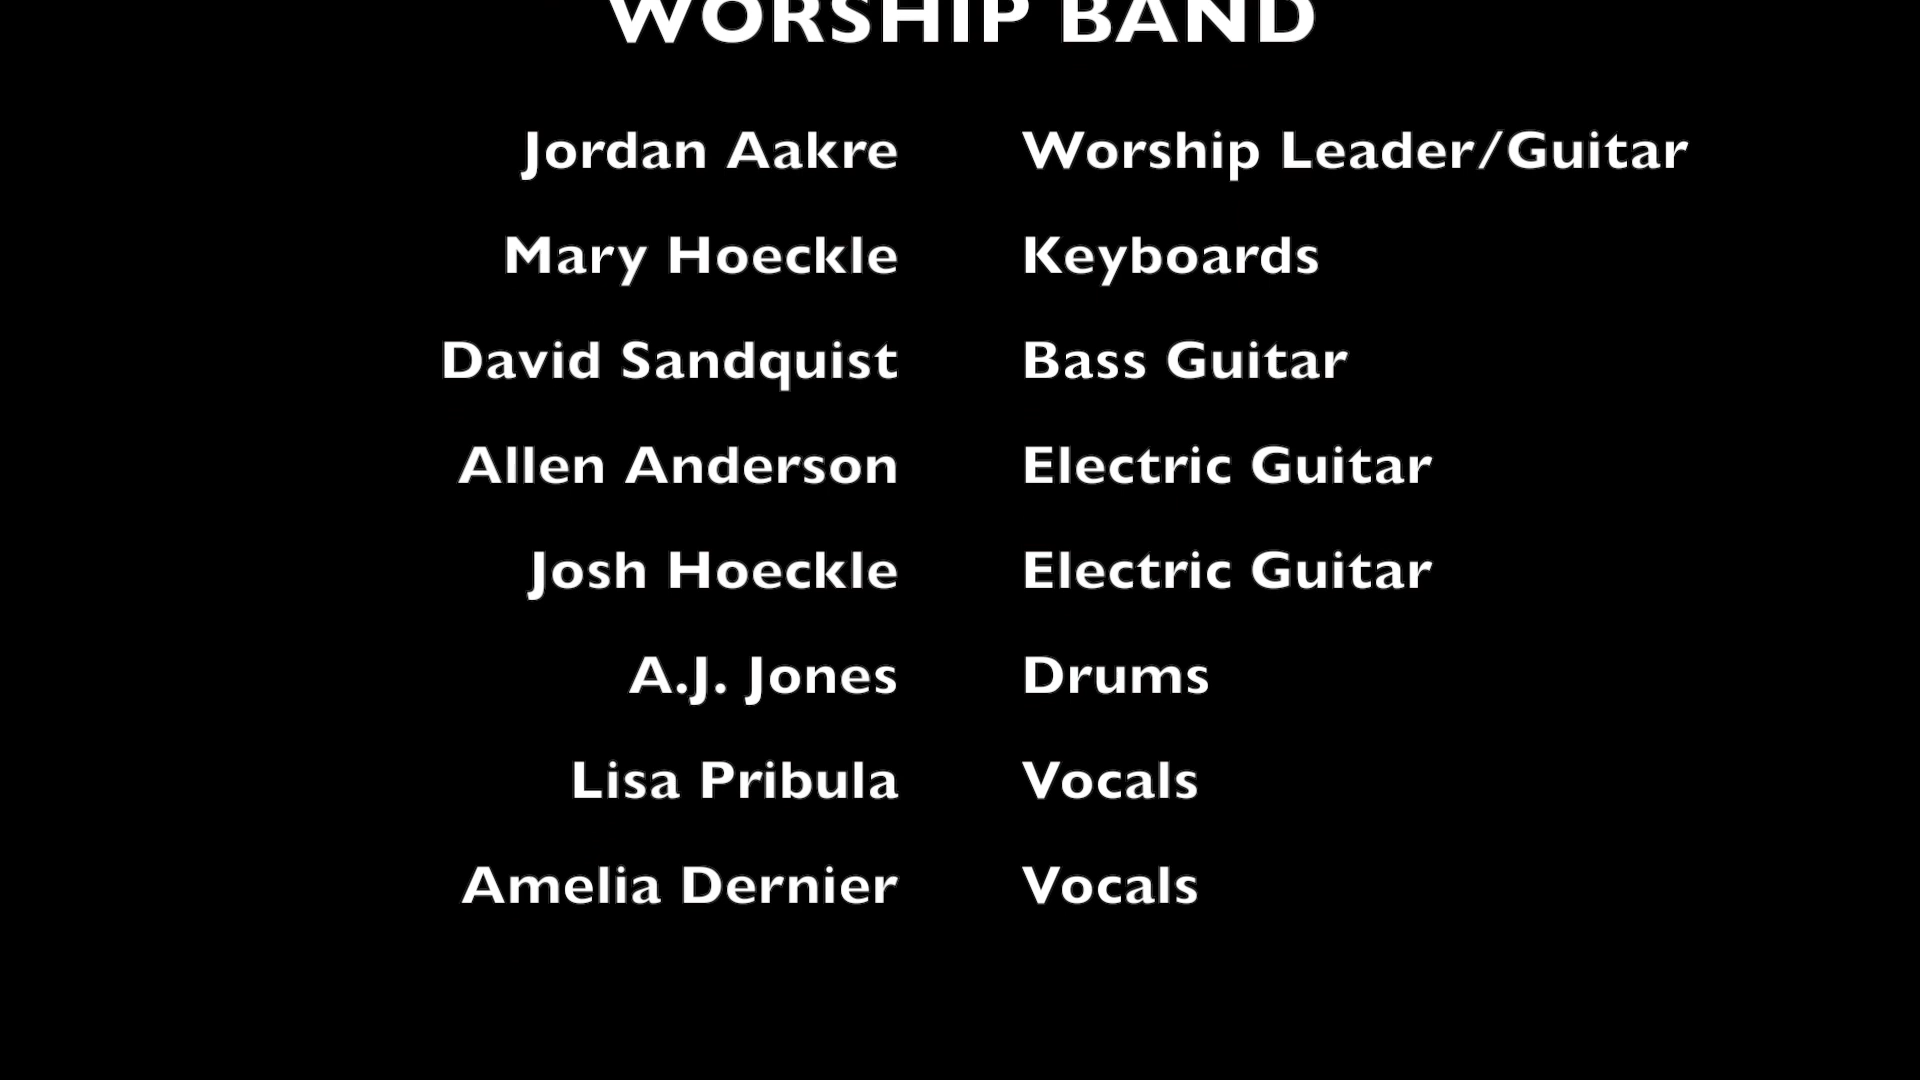 WORSHIP BAND
Jordan Aakre Worship Leader/Guitar
Mary Hoeckle Keyboards
David Sandquist Bass Guitar
Allen Anderson Electric Guitar
Josh Hoeckle Electric Guitar
A.J. Jones Drums
Lisa Pribula Vocals
Amelia Dernier Vocals